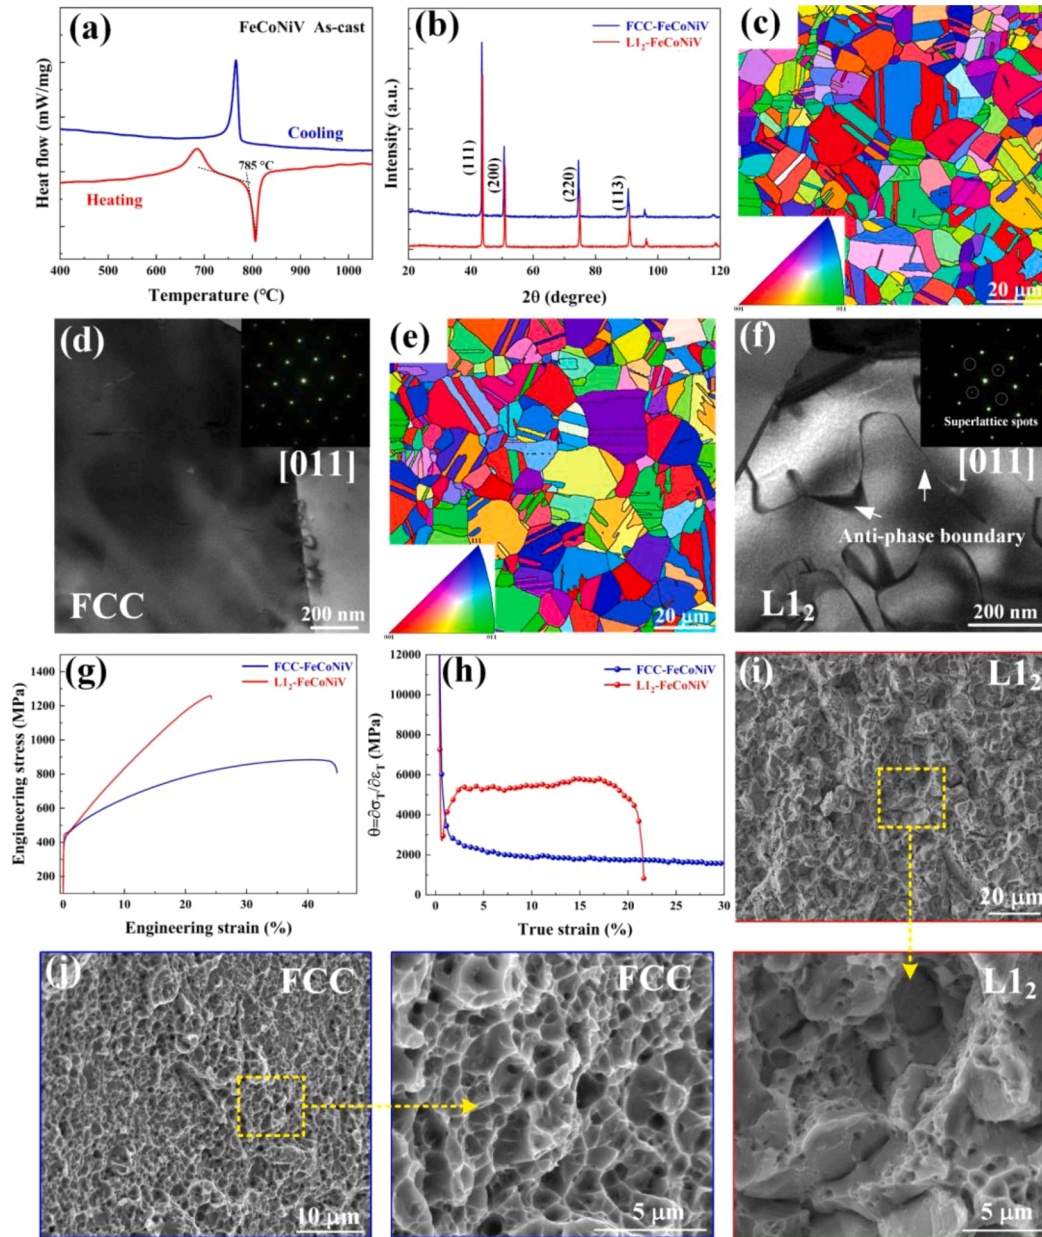 (a)
FeCoNiV As-cast
Heat flow (mW/mg)
Cooling
785 °C
Heating
400 500 600 700 800 900 1000
Temperature (℃)
(b)
FCC-FeCoNiV
L1₂-FeCoNiV
Intensity (a.u.)
(111)
(200)
(220)
(113)
20 40 60 80 100 120
2θ (degree)
(c)
111
001
011
20 μm
(d)
[011]
FCC
200 nm
(e)
111
001
011
20 μm
(f)
Superlattice spots
[011]
Anti-phase boundary
L1₂
200 nm
(g)
FCC-FeCoNiV
L1₂-FeCoNiV
Engineering stress (MPa)
1400
1200
1000
800
600
400
200
0 10 20 30 40 50
Engineering strain (%)
(h)
FCC-FeCoNiV
L1₂-FeCoNiV
θ=∂σT/∂εT (MPa)
12000
10000
8000
6000
4000
2000
0
0 5 10 15 20 25 30
True strain (%)
(i)
L1₂
20 μm
(j)
FCC
10 μm
FCC
5 μm
L1₂
5 μm